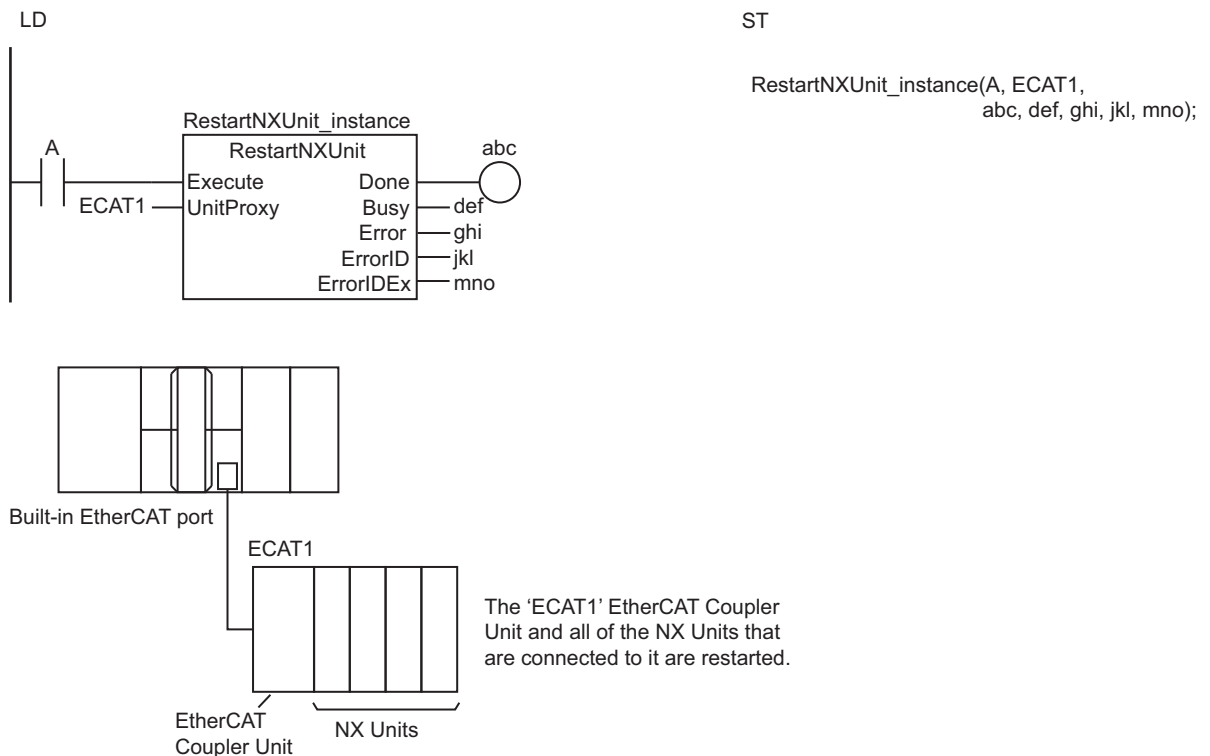 LD
ST
RestartNXUnit_instance(A, ECAT1,
abc, def, ghi, jkl, mno);
RestartNXUnit_instance
A
RestartNXUnit
abc
Execute
Done
ECAT1
UnitProxy
Busy
def
Error
ghi
ErrorID
jkl
ErrorIDEx
mno
Built-in EtherCAT port
ECAT1
The ‘ECAT1’ EtherCAT Coupler
Unit and all of the NX Units that
are connected to it are restarted.
EtherCAT
Coupler Unit
NX Units